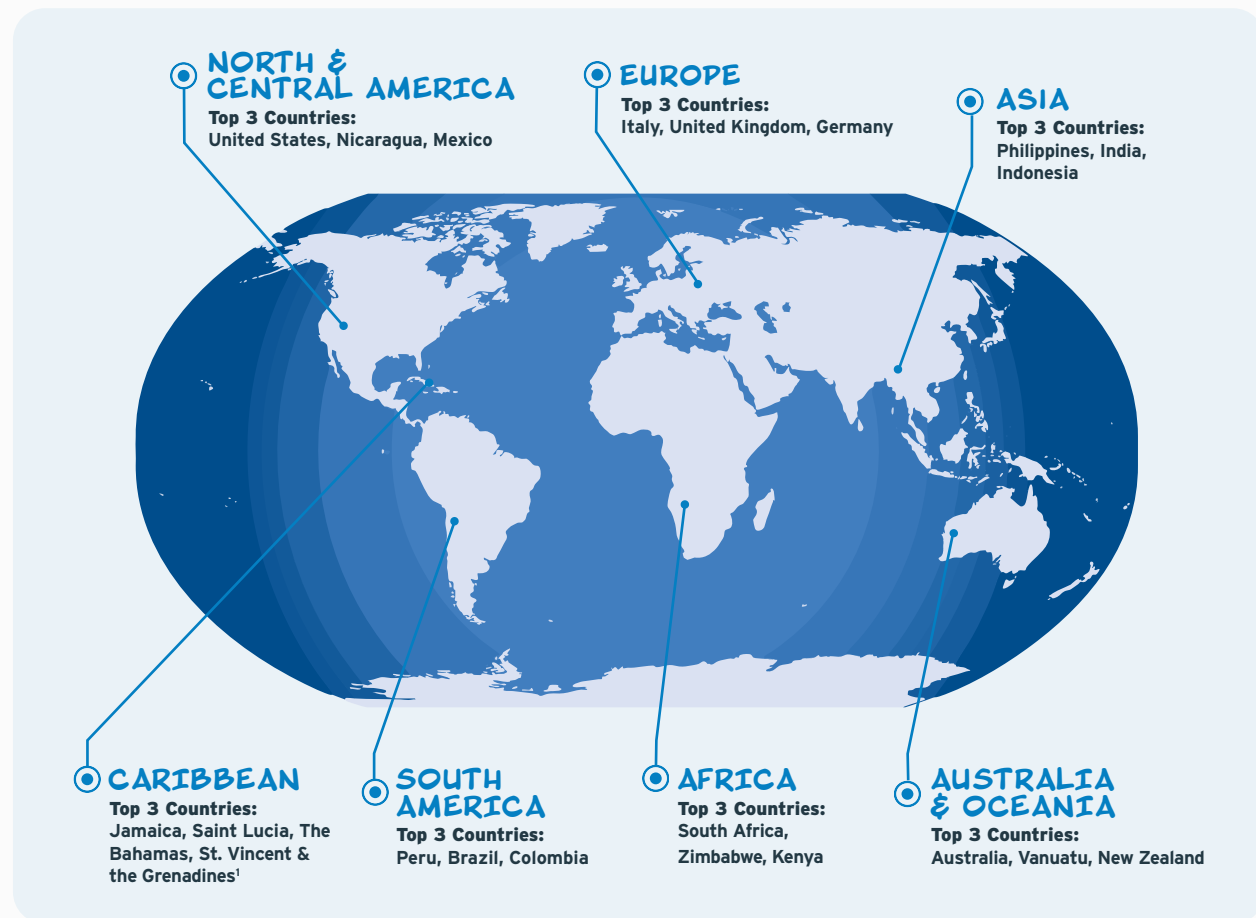 NORTH &
CENTRAL AMERICA
Top 3 Countries:
United States, Nicaragua, Mexico
EUROPE
Top 3 Countries:
Italy, United Kingdom, Germany
ASIA
Top 3 Countries:
Philippines, India,
Indonesia
CARIBBEAN
Top 3 Countries:
Jamaica, Saint Lucia, The
Bahamas, St. Vincent &
the Grenadines¹
SOUTH
AMERICA
Top 3 Countries:
Peru, Brazil, Colombia
AFRICA
Top 3 Countries:
South Africa,
Zimbabwe, Kenya
AUSTRALIA
& OCEANIA
Top 3 Countries:
Australia, Vanuatu, New Zealand